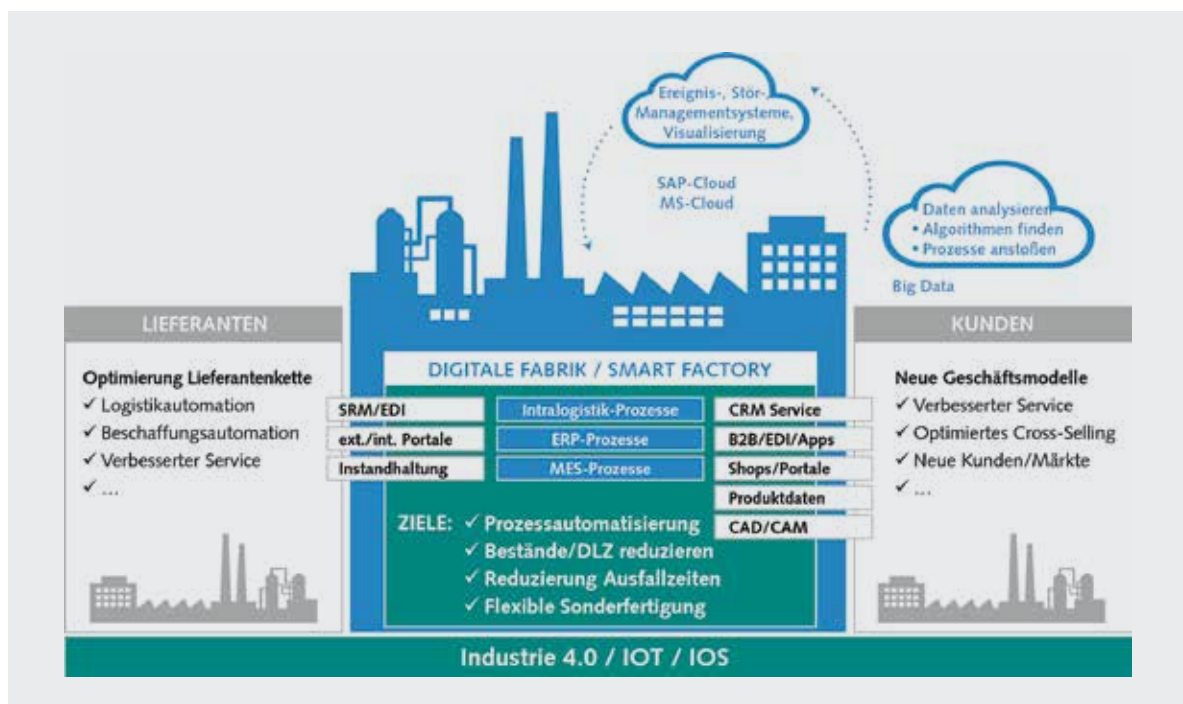 Ereignis-, Stör-,
Managementsysteme,
Visualisierung
SAP-Cloud
MS-Cloud
Daten analysieren
• Algorithmen finden
• Prozesse anstoßen
Big Data
LIEFERANTEN
Optimierung Lieferantenkette
✓ Logistikautomation
✓ Beschaffungsautomation
✓ Verbesserter Service
✓ ...
DIGITALE FABRIK / SMART FACTORY
SRM/EDI
ext./int. Portale
Instandhaltung
Intralogistik-Prozesse
ERP-Prozesse
MES-Prozesse
CRM Service
B2B/EDI/Apps
Shops/Portale
Produktdaten
CAD/CAM
ZIELE: ✓ Prozessautomatisierung
✓ Bestände/DLZ reduzieren
✓ Reduzierung Ausfallzeiten
✓ Flexible Sonderfertigung
KUNDEN
Neue Geschäftsmodelle
✓ Verbesserter Service
✓ Optimiertes Cross-Selling
✓ Neue Kunden/Märkte
✓ ...
Industrie 4.0 / IOT / IOS